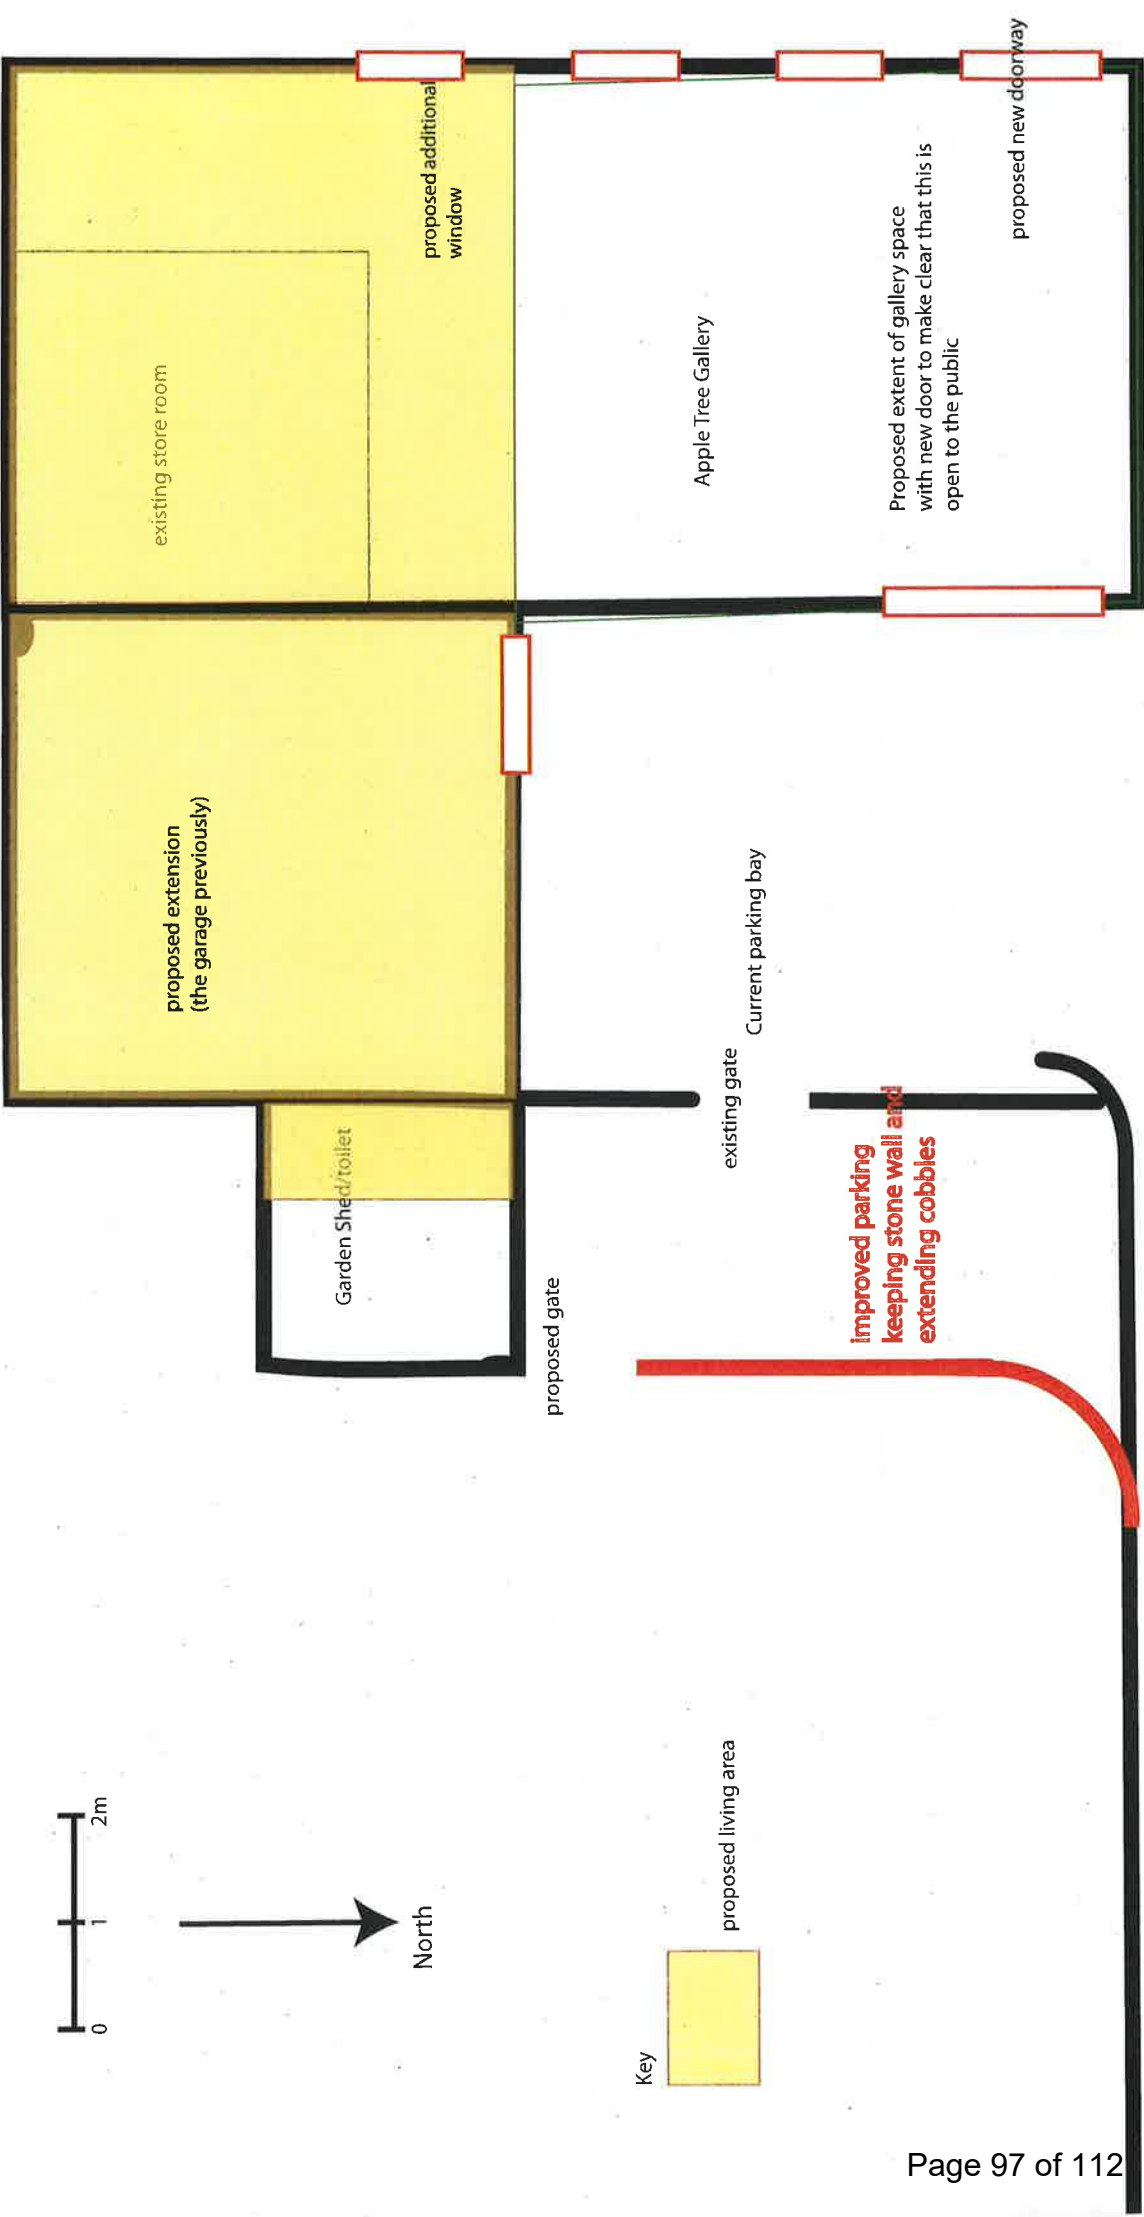 existing store room
proposed additional
window
Apple Tree Gallery
Proposed extent of gallery space
with new door to make clear that this is
open to the public
proposed new doorway
proposed extension
(the garage previously)
Current parking bay
existing gate
Garden Shed/toilet
proposed gate
improved parking
keeping stone wall and
extending cobbles
0 1 2m
North
Key
proposed living area
Page 97 of 112